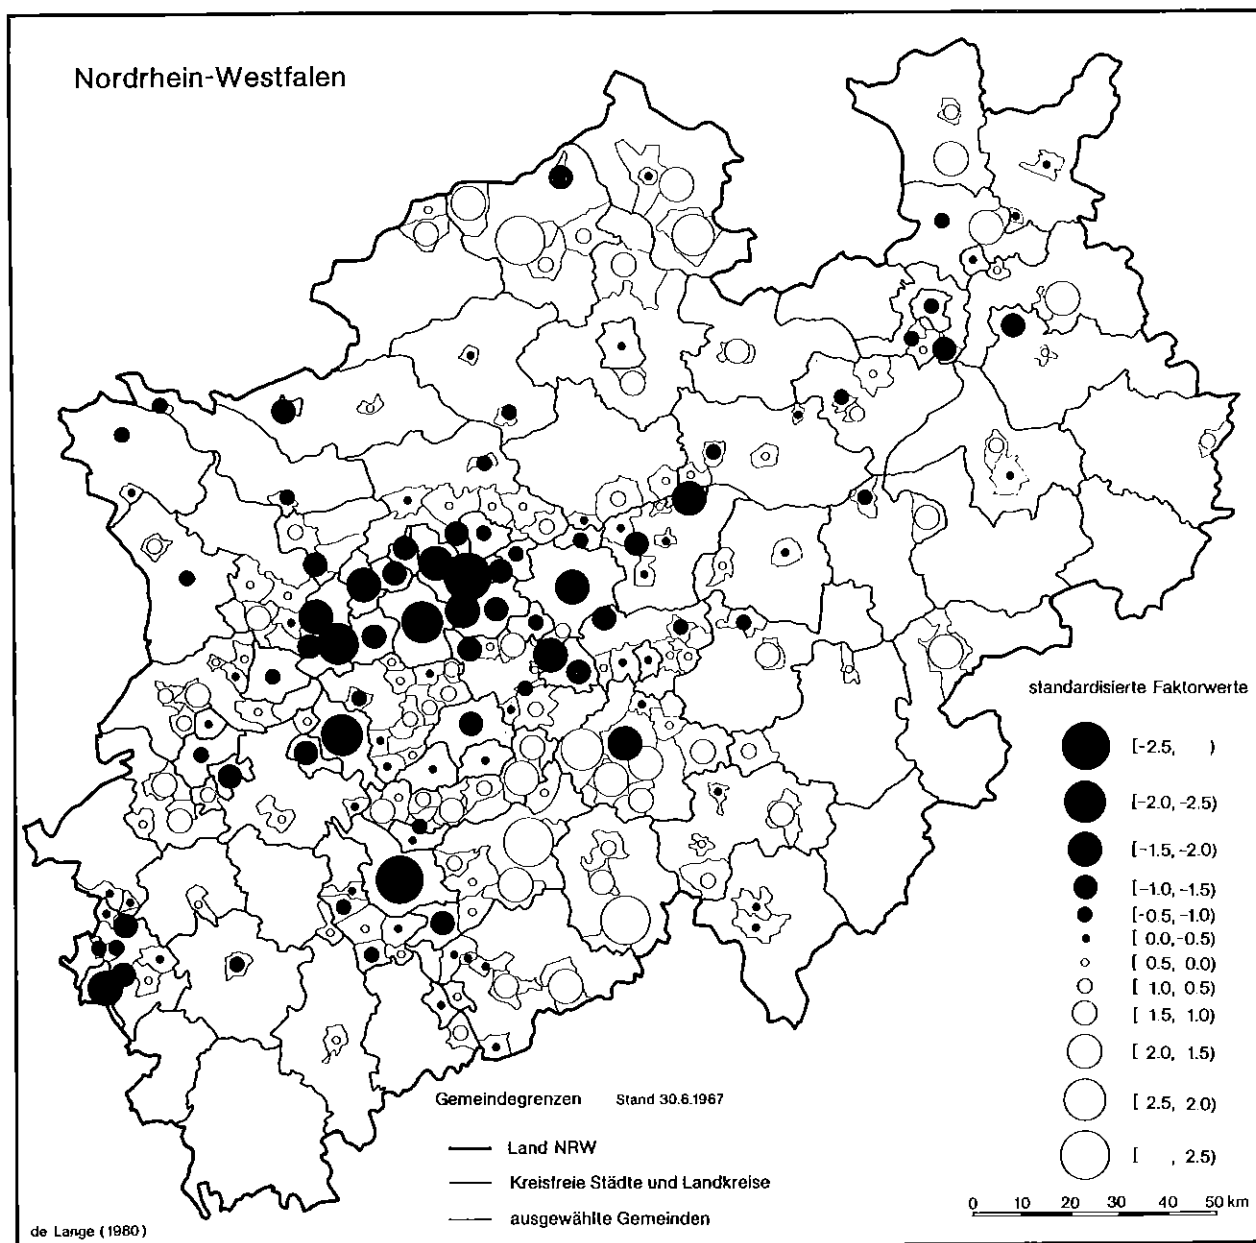 Nordrhein-Westfalen
standardisierte Faktorwerte
[-2.5, )
[-2.0, -2.5)
[-1.5, -2.0)
[-1.0, -1.5)
[-0.5, -1.0)
[ 0.0, -0.5)
[ 0.5, 0.0)
[ 1.0, 0.5)
[ 1.5, 1.0)
[ 2.0, 1.5)
[ 2.5, 2.0)
[ , 2.5)
Gemeindegrenzen Stand 30.6.1967
Land NRW
Kreisfreie Städte und Landkreise
ausgewählte Gemeinden
0 10 20 30 40 50 km
de Lange (1980)